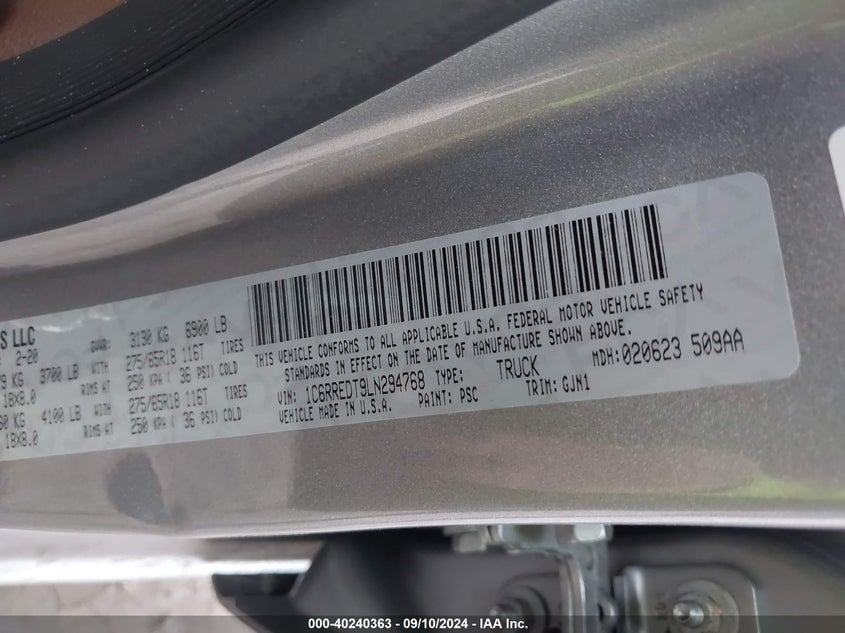 S LLC
2-20
GVWR: 3130 KG 6900 LB
KG 3700 LB WITH 275/65R18 116T TIRES
18X8.0 RIMS AT 250 KPA ( 36 PSI) COLD
KG 4100 LB WITH 275/65R18 116T TIRES
18X8.0 RIMS AT 250 KPA ( 36 PSI) COLD
THIS VEHICLE CONFORMS TO ALL APPLICABLE U.S.A. FEDERAL MOTOR VEHICLE SAFETY
STANDARDS IN EFFECT ON THE DATE OF MANUFACTURE SHOWN ABOVE.
VIN: 1C6RREDT9LN294768 TYPE: TRUCK MDH: 020623 509AA
VEHICLE MADE IN U.S.A. PAINT: PSC TRIM: GJN1
000-40240363 - 09/10/2024 - IAA Inc.